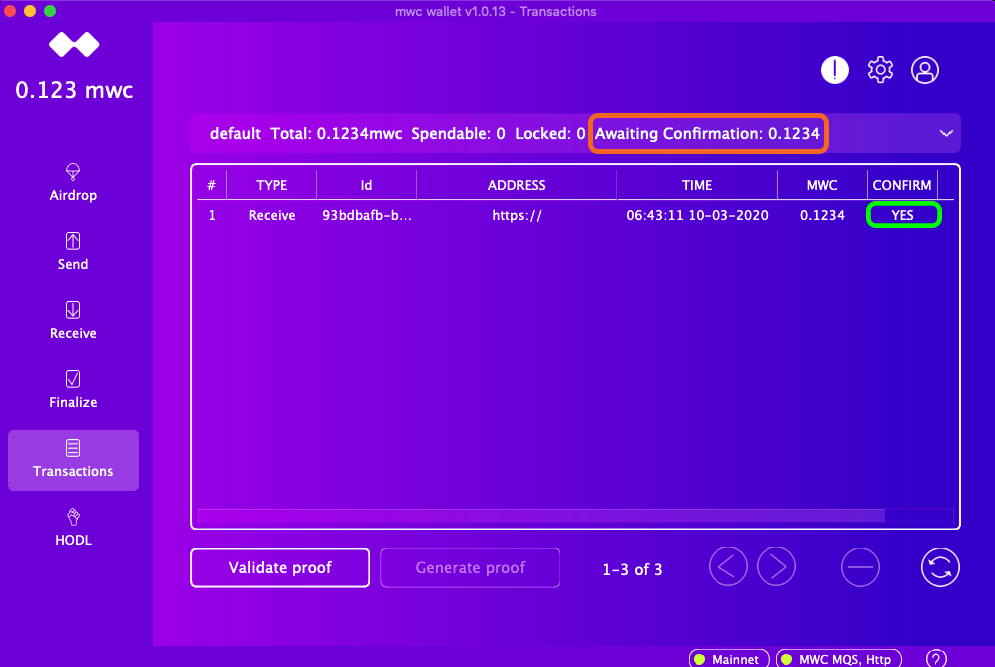 mwc wallet v1.0.13 - Transactions
0.123 mwc
default Total: 0.1234mwc Spendable: 0 Locked: 0 Awaiting Confirmation: 0.1234
Airdrop
Send
Receive
Finalize
Transactions
HODL
# TYPE Id ADDRESS TIME MWC CONFIRM
1 Receive 93bdbafb-b... https:// 06:43:11 10-03-2020 0.1234 YES
Validate proof Generate proof 1-3 of 3
Mainnet MWC MQS, Http ?